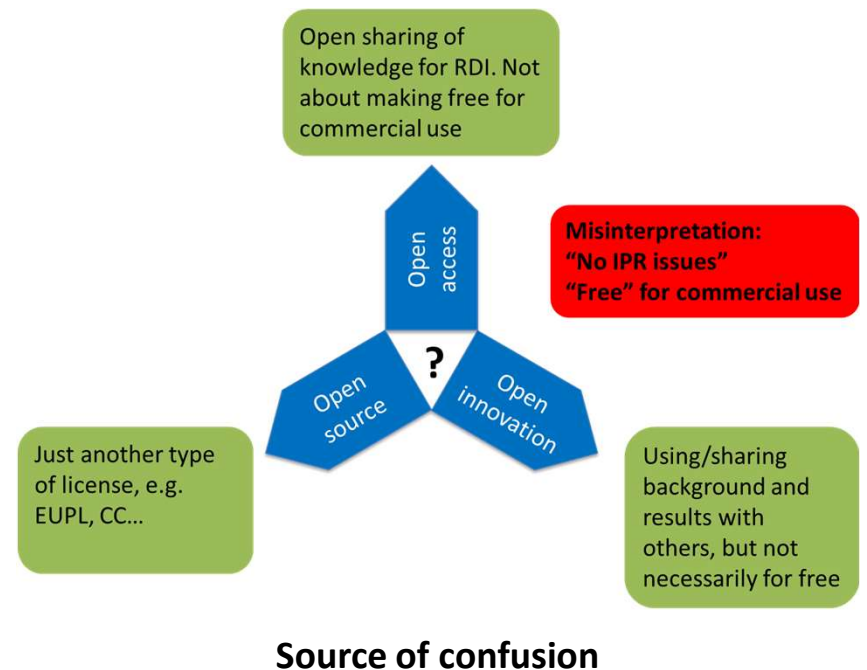 Open sharing of
knowledge for RDI. Not
about making free for
commercial use
Open
access
Misinterpretation:
“No IPR issues”
“Free” for commercial use
?
Open
source
Open
innovation
Just another type
of license, e.g.
EUPL, CC...
Using/sharing
background and
results with
others, but not
necessarily for free
Source of confusion